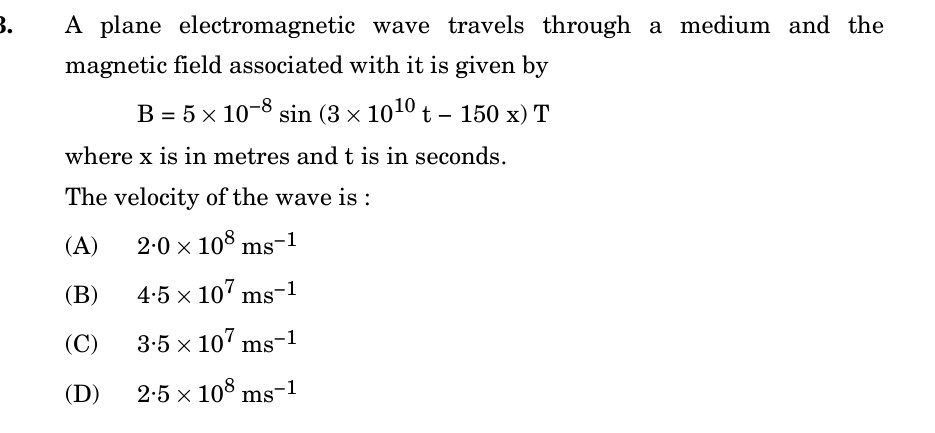 3. A plane electromagnetic wave travels through a medium and the
magnetic field associated with it is given by
B = 5 × 10⁻⁸ sin (3 × 10¹⁰ t – 150 x) T
where x is in metres and t is in seconds.
The velocity of the wave is :
(A) 2·0 × 10⁸ ms⁻¹
(B) 4·5 × 10⁷ ms⁻¹
(C) 3·5 × 10⁷ ms⁻¹
(D) 2·5 × 10⁸ ms⁻¹